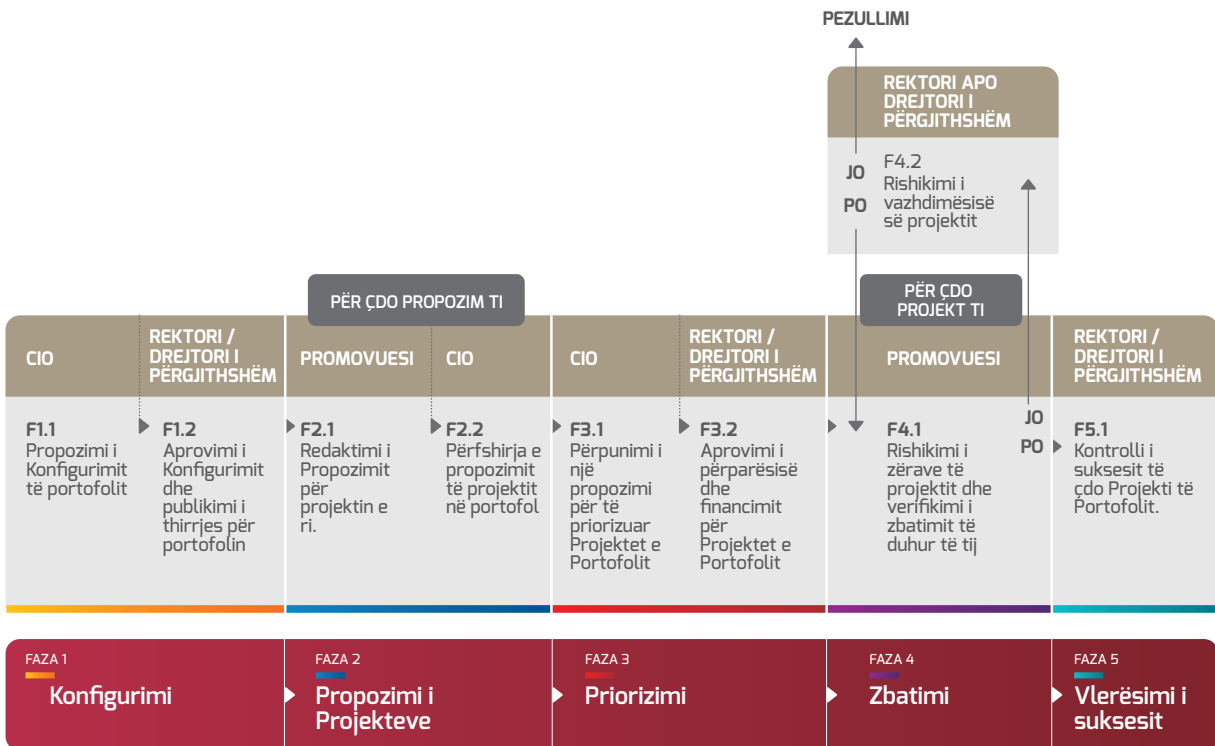 PEZULLIMI
REKTORI APO
DREJTORI I
PËRGJITHSHËM
JO
PO
F4.2
Rishikimi i
vazhdimësisë
së projektit
PËR ÇDO PROPOZIM TI
PËR ÇDO
PROJEKT TI
CIO
REKTORI /
DREJTORI I
PËRGJITHSHËM
PROMOVUESI
CIO
CIO
REKTORI /
DREJTORI I
PËRGJITHSHËM
PROMOVUESI
REKTORI /
DREJTORI I
PËRGJITHSHËM
F1.1
Propozimi i
Konfigurimit
të portofolit
F1.2
Aprovimi i
Konfigurimit
dhe
publikimi i
thirrjes për
portofolin
F2.1
Redaktimi i
Propozimit
për
projektin e
ri.
F2.2
Përfshirja e
propozimit
të projektit
në portofol
F3.1
Përpunimi i
një
propozimi
për të
priorizuar
Projektet e
Portofolit
F3.2
Aprovimi i
përparësisë
dhe
financimit
për
Projektet e
Portofolit
F4.1
Rishikimi i
zërave të
projektit dhe
verifikimi i
zbatimit të
duhur të tij
JO
PO
F5.1
Kontrolli i
suksesit të
çdo Projekti të
Portofolit.
FAZA 1
Konfigurimi
FAZA 2
Propozimi i
Projekteve
FAZA 3
Priorizimi
FAZA 4
Zbatimi
FAZA 5
Vlerësimi i
suksesit